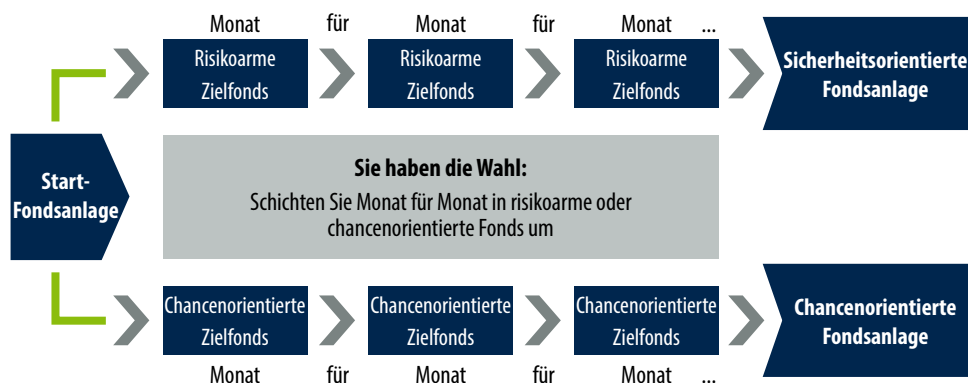 Monat für Monat für Monat ...
Risikoarme
Zielfonds
Risikoarme
Zielfonds
Risikoarme
Zielfonds
Sicherheitsorientierte
Fondsanlage
Start-
Fondsanlage
Sie haben die Wahl:
Schichten Sie Monat für Monat in risikoarme oder
chancenorientierte Fonds um
Chancenorientierte
Zielfonds
Chancenorientierte
Zielfonds
Chancenorientierte
Zielfonds
Chancenorientierte
Fondsanlage
Monat für Monat für Monat ...